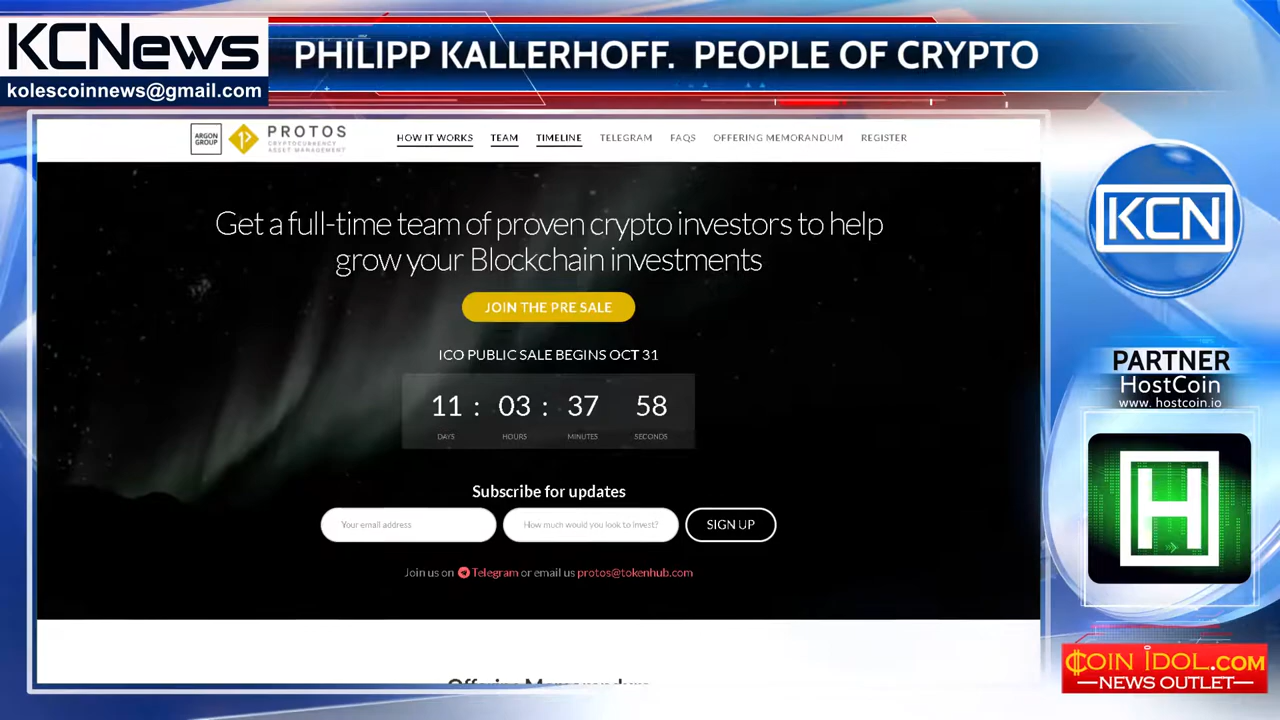 KCNews
kolescoinnews@gmail.com
PHILIPP KALLERHOFF. PEOPLE OF CRYPTO
ARGON
GROUP
PROTOS
CRYPTOCURRENCY
ASSET MANAGEMENT
HOW IT WORKS TEAM TIMELINE TELEGRAM FAQS OFFERING MEMORANDUM REGISTER
Get a full-time team of proven crypto investors to help
grow your Blockchain investments
JOIN THE PRE SALE
ICO PUBLIC SALE BEGINS OCT 31
11 : 03 : 37 58
DAYS HOURS MINUTES SECONDS
Subscribe for updates
Your email address How much would you look to invest? SIGN UP
Join us on Telegram or email us protos@tokenhub.com
Offering Memorandum
KCN
PARTNER
HostCoin
www. hostcoin.io
H
COIN IDOL.COM
NEWS OUTLET